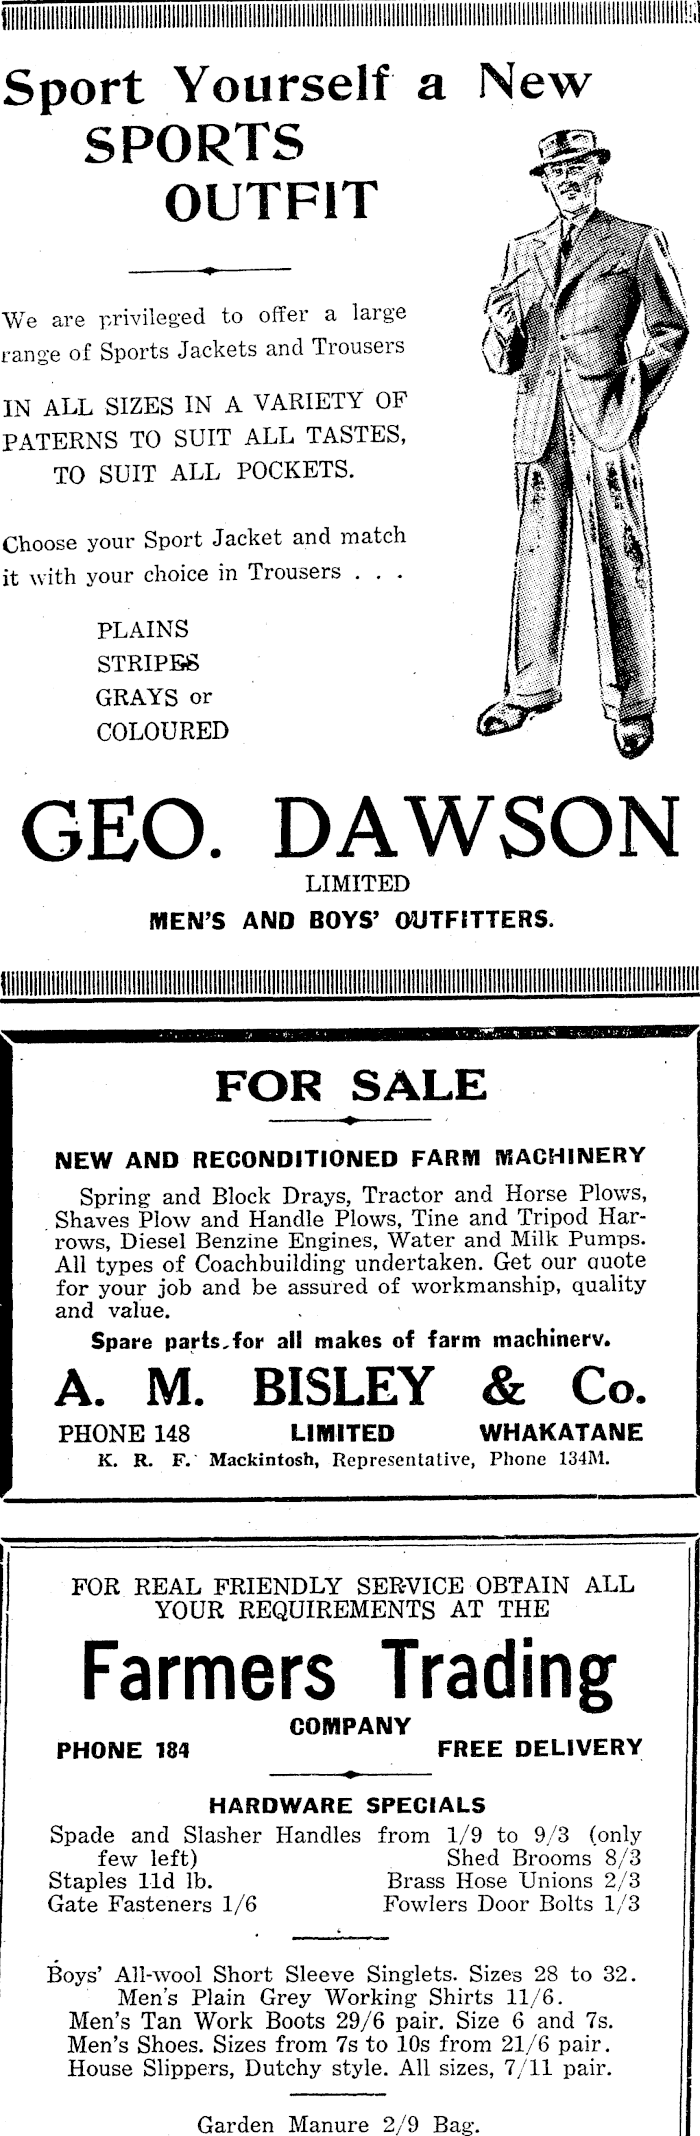 Sport Yourself a New
SPORTS
OUTFIT
We are privileged to offer a large
range of Sports Jackets and Trousers
IN ALL SIZES IN A VARIETY OF
PATERNS TO SUIT ALL TASTES,
TO SUIT ALL POCKETS.
Choose your Sport Jacket and match
it with your choice in Trousers . . .
PLAINS
STRIPES
GRAYS or
COLOURED
GEO. DAWSON
LIMITED
MEN'S AND BOYS' OUTFITTERS.
FOR SALE
NEW AND RECONDITIONED FARM MACHINERY
Spring and Block Drays, Tractor and Horse Plows,
Shaves Plow and Handle Plows, Tine and Tripod Har-
rows, Diesel Benzine Engines, Water and Milk Pumps.
All types of Coachbuilding undertaken. Get our quote
for your job and be assured of workmanship, quality
and value.
Spare parts for all makes of farm machinery.
A. M. BISLEY & Co.
PHONE 148 LIMITED WHAKATANE
K. R. F. Mackintosh, Representative, Phone 134M.
FOR REAL FRIENDLY SERVICE OBTAIN ALL
YOUR REQUIREMENTS AT THE
Farmers Trading
COMPANY
PHONE 184 FREE DELIVERY
HARDWARE SPECIALS
Spade and Slasher Handles from 1/9 to 9/3 (only
few left) Shed Brooms 8/3
Staples 11d lb. Brass Hose Unions 2/3
Gate Fasteners 1/6 Fowlers Door Bolts 1/3
Boys' All-wool Short Sleeve Singlets. Sizes 28 to 32.
Men's Plain Grey Working Shirts 11/6.
Men's Tan Work Boots 29/6 pair. Size 6 and 7s.
Men's Shoes. Sizes from 7s to 10s from 21/6 pair.
House Slippers, Dutchy style. All sizes, 7/11 pair.
Garden Manure 2/9 Bag.